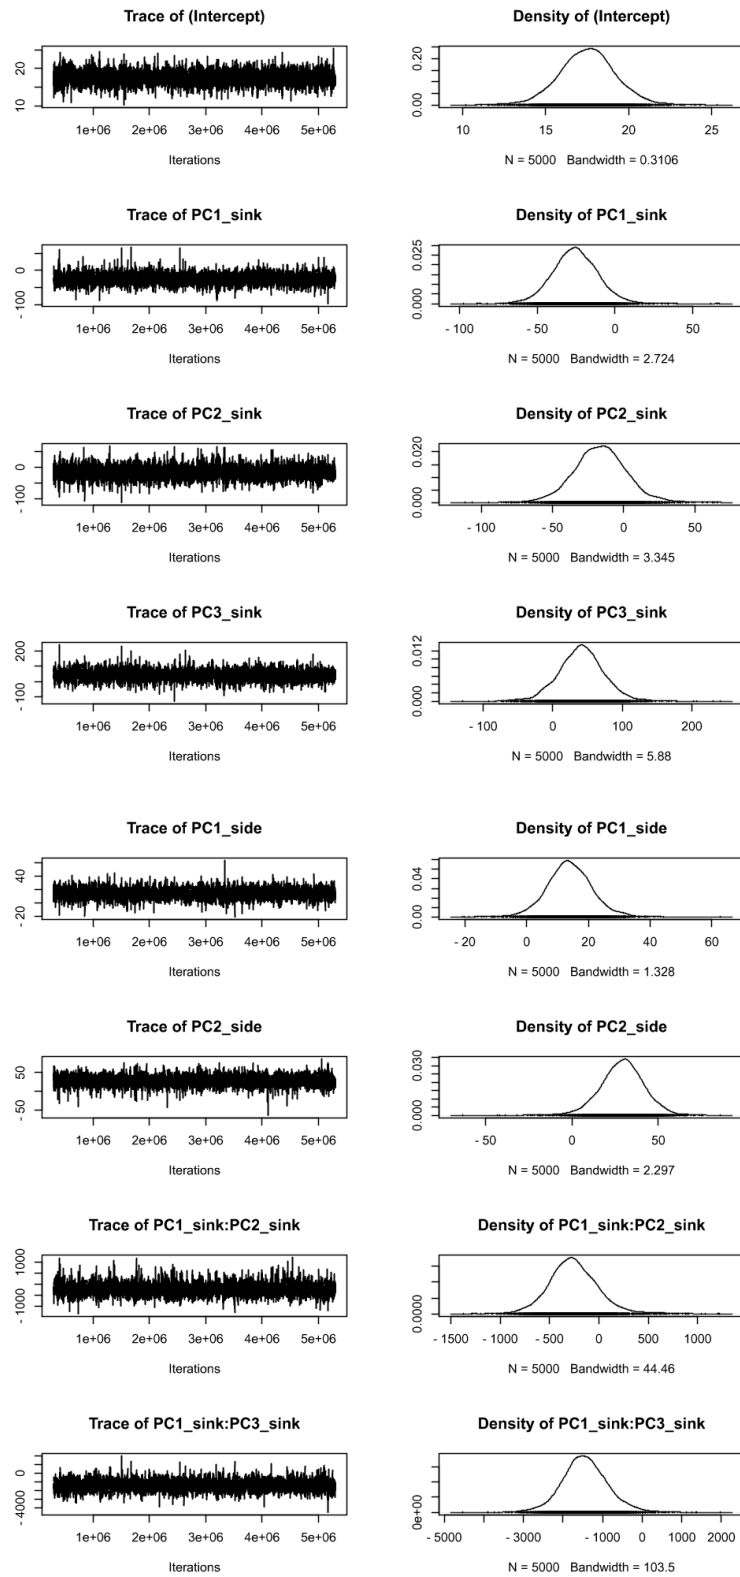 Trace of (Intercept)
Density of (Intercept)
10 20
1e+06 2e+06 3e+06 4e+06 5e+06
Iterations
0.00 0.20
10 15 20 25
N = 5000 Bandwidth = 0.3106
Trace of PC1_sink
Density of PC1_sink
- 100 0
1e+06 2e+06 3e+06 4e+06 5e+06
Iterations
0.000 0.025
- 100 - 50 0 50
N = 5000 Bandwidth = 2.724
Trace of PC2_sink
Density of PC2_sink
- 100 0
1e+06 2e+06 3e+06 4e+06 5e+06
Iterations
0.000 0.020
- 100 - 50 0 50
N = 5000 Bandwidth = 3.345
Trace of PC3_sink
Density of PC3_sink
- 100 200
1e+06 2e+06 3e+06 4e+06 5e+06
Iterations
0.000 0.012
- 100 0 100 200
N = 5000 Bandwidth = 5.88
Trace of PC1_side
Density of PC1_side
- 20 40
1e+06 2e+06 3e+06 4e+06 5e+06
Iterations
0.00 0.04
- 20 0 20 40 60
N = 5000 Bandwidth = 1.328
Trace of PC2_side
Density of PC2_side
- 50 50
1e+06 2e+06 3e+06 4e+06 5e+06
Iterations
0.000 0.030
- 50 0 50
N = 5000 Bandwidth = 2.297
Trace of PC1_sink:PC2_sink
Density of PC1_sink:PC2_sink
- 1000 1000
1e+06 2e+06 3e+06 4e+06 5e+06
Iterations
0.0000
- 1500 - 1000 - 500 0 500 1000
N = 5000 Bandwidth = 44.46
Trace of PC1_sink:PC3_sink
Density of PC1_sink:PC3_sink
- 4000 0
1e+06 2e+06 3e+06 4e+06 5e+06
Iterations
0e+00
- 5000 - 3000 - 1000 0 1000 2000
N = 5000 Bandwidth = 103.5